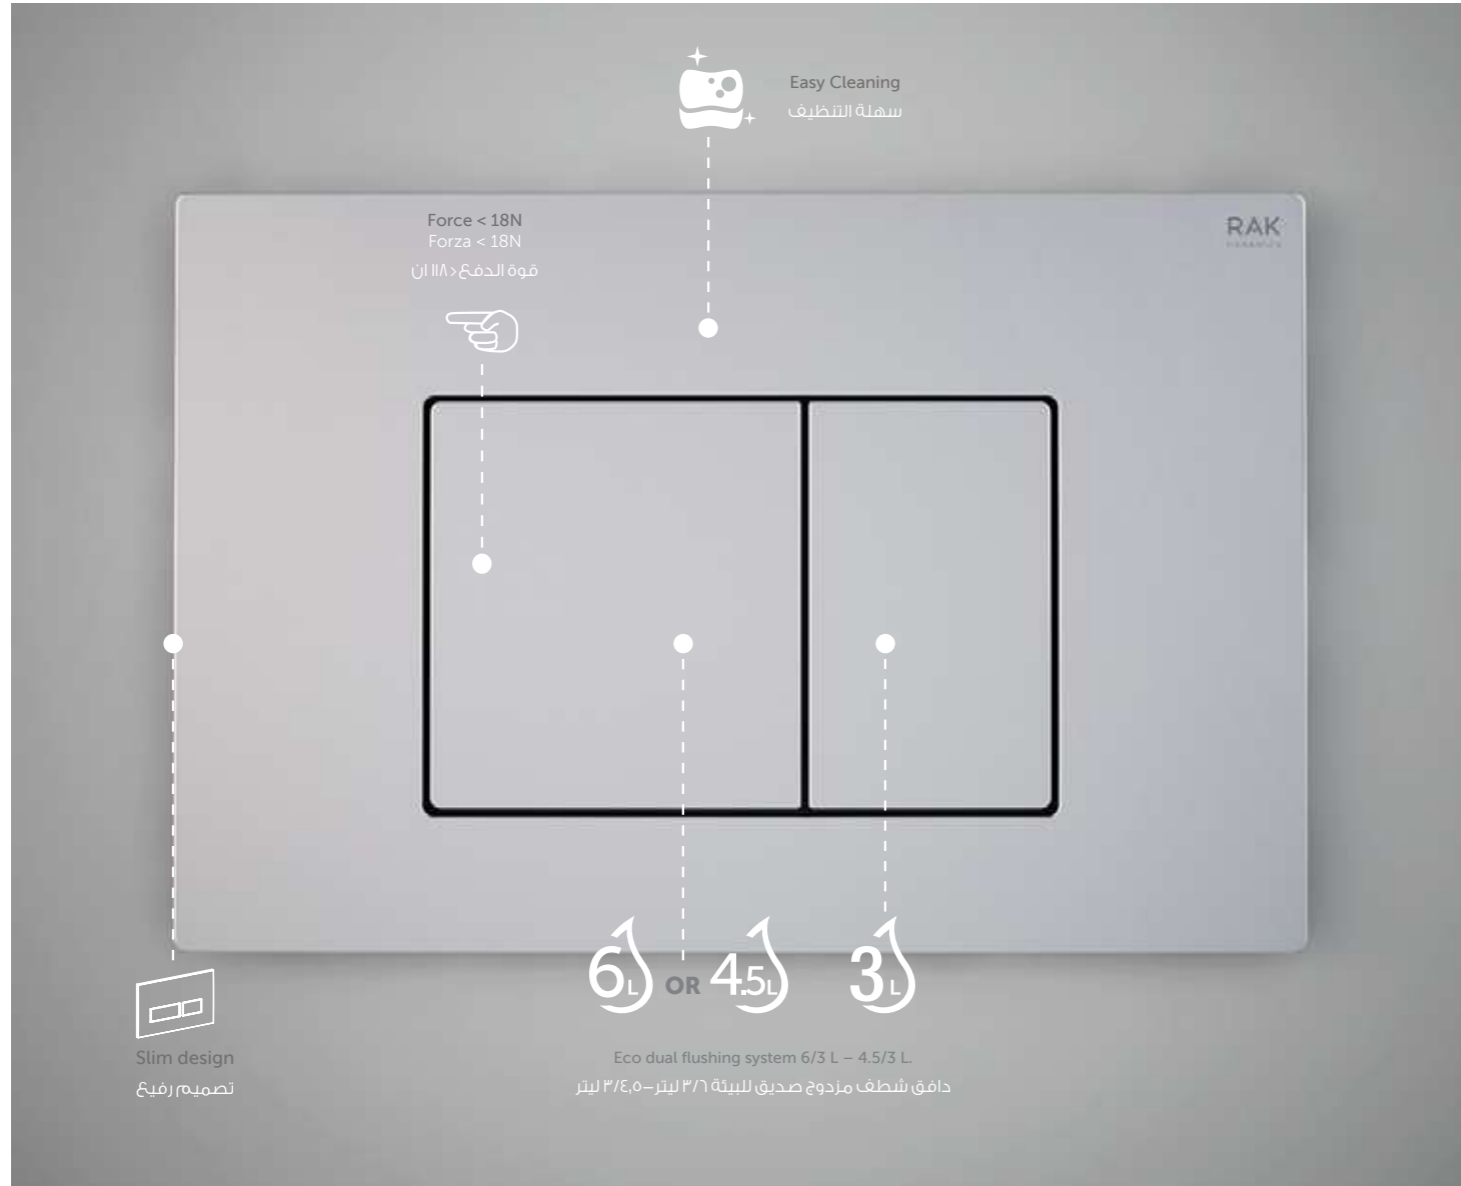 Easy Cleaning
سهلة التنظيف
Force < 18N
Forza < 18N
قوة الدفع < ١١٨ ان
RAK
CERAMICS
6L OR 4.5L 3L
Slim design
تصميم رفيع
Eco dual flushing system 6/3 L – 4.5/3 L.
دافق شطف مزدوج صديق للبيئة ٣/٦ ليتر–٣/٤,٥ ليتر